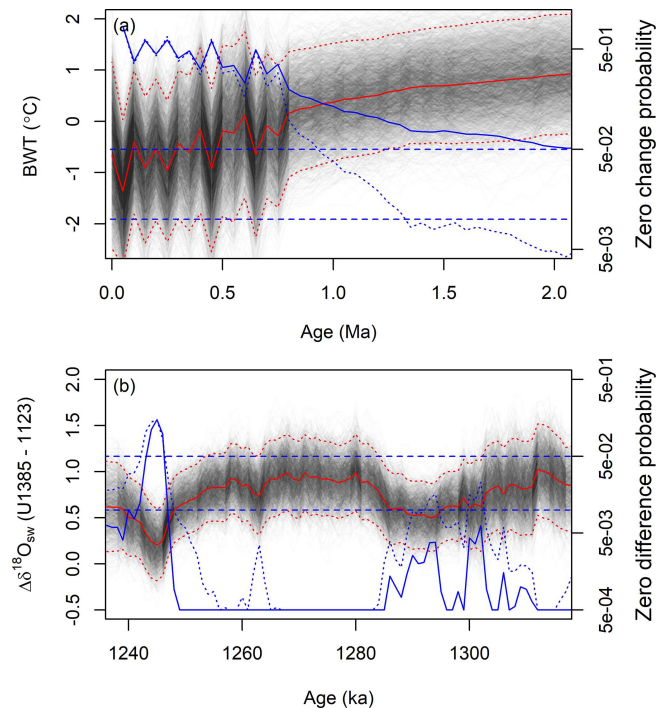 (a)
BWT (°C)
2
1
0
-1
-2
5e-01
5e-02
5e-03
Zero change probability
0.0 0.5 1.0 1.5 2.0
Age (Ma)
(b)
Δδ¹⁸Osw (U1385 - 1123)
2.0
1.5
1.0
0.5
0.0
-0.5
5e-01
5e-02
5e-03
5e-04
Zero difference probability
1240 1260 1280 1300
Age (ka)